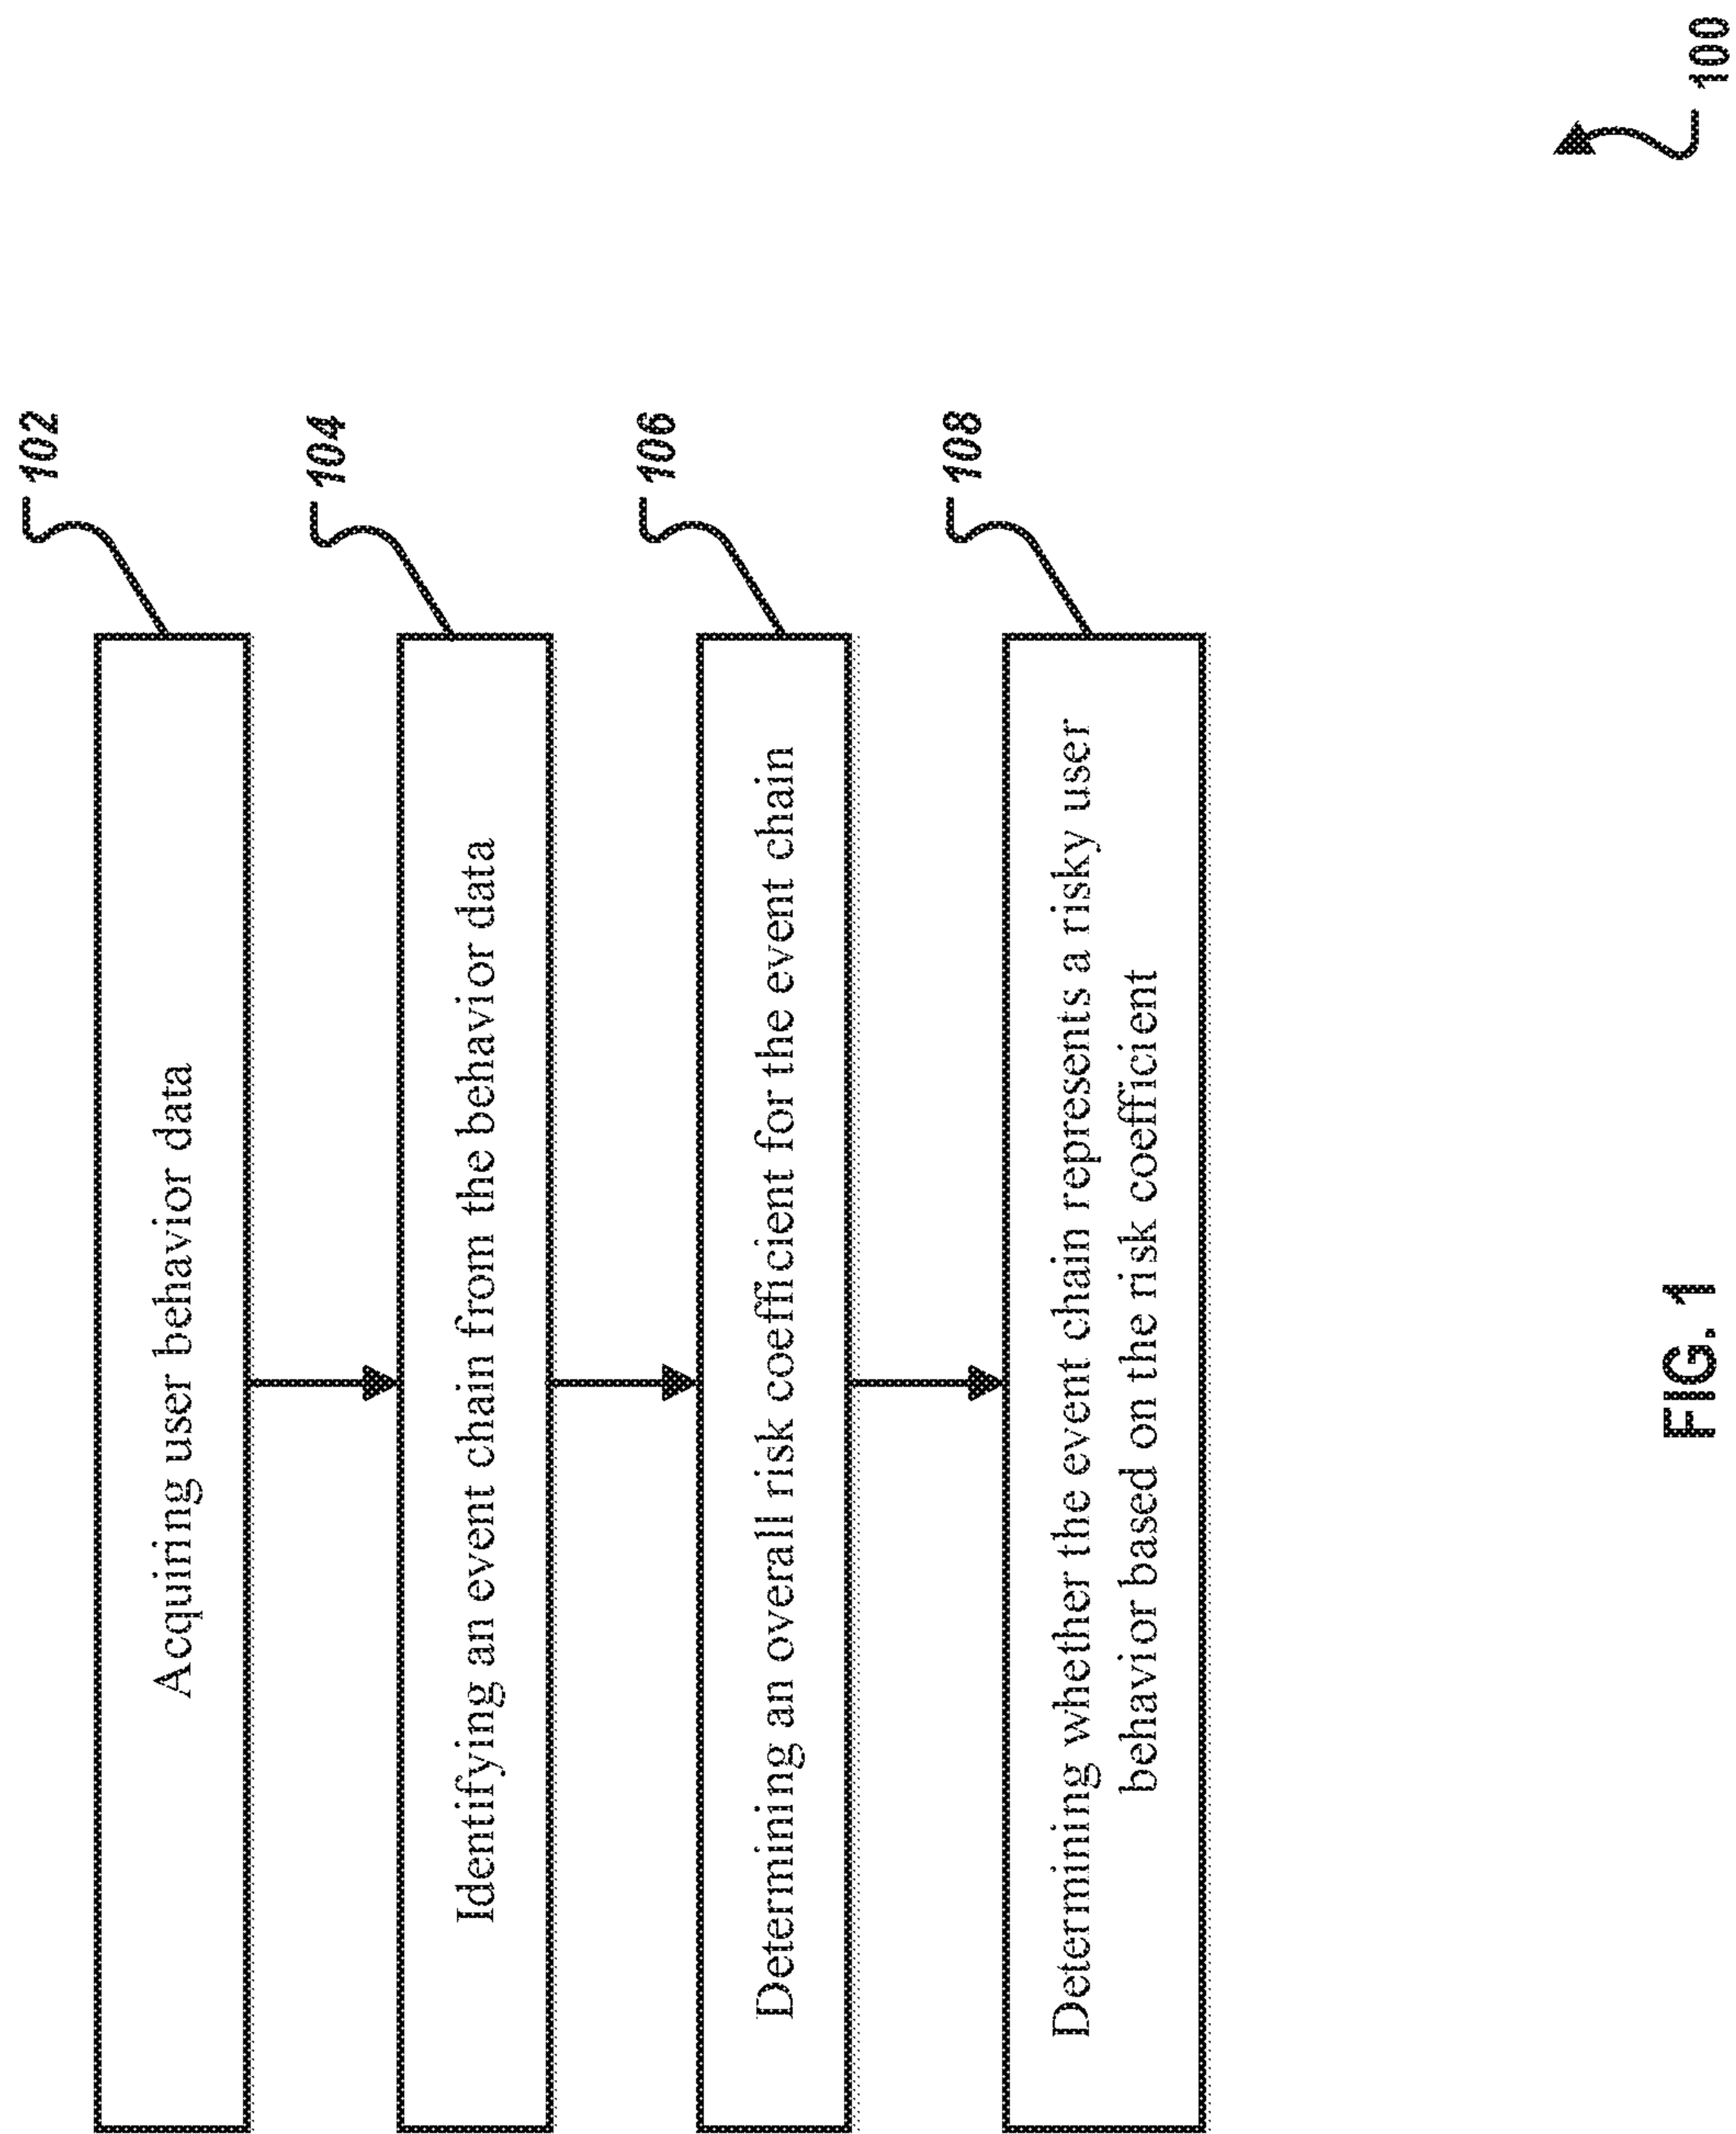 102
Acquiring user behavior data
104
Identifying an event chain from the behavior data
106
Determining an overall risk coefficient for the event chain
108
Determining whether the event chain represents a risky user
behavior based on the risk coefficient
100
FIG. 1